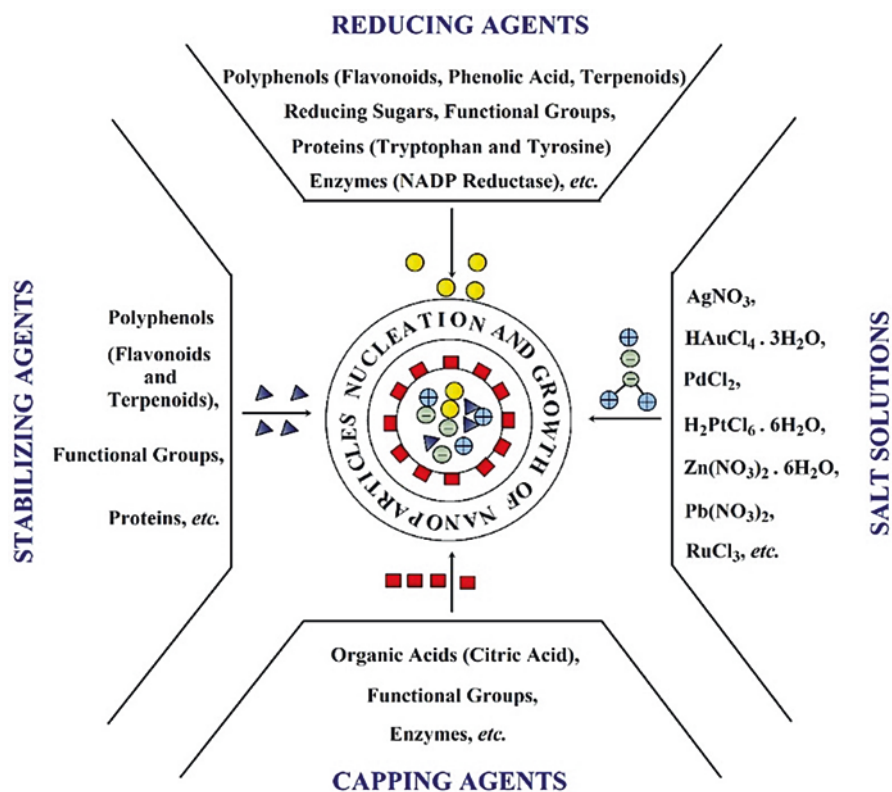 REDUCING AGENTS
Polyphenols (Flavonoids, Phenolic Acid, Terpenoids)
Reducing Sugars, Functional Groups,
Proteins (Tryptophan and Tyrosine)
Enzymes (NADP Reductase), etc.
STABILIZING AGENTS
Polyphenols
(Flavonoids
and
Terpenoids),
Functional Groups,
Proteins, etc.
NUCLEATION AND GROWTH OF NANOPARTICLES
AgNO₃,
HAuCl₄ . 3H₂O,
PdCl₂,
H₂PtCl₆ . 6H₂O,
Zn(NO₃)₂ . 6H₂O,
Pb(NO₃)₂,
RuCl₃, etc.
SALT SOLUTIONS
Organic Acids (Citric Acid),
Functional Groups,
Enzymes, etc.
CAPPING AGENTS